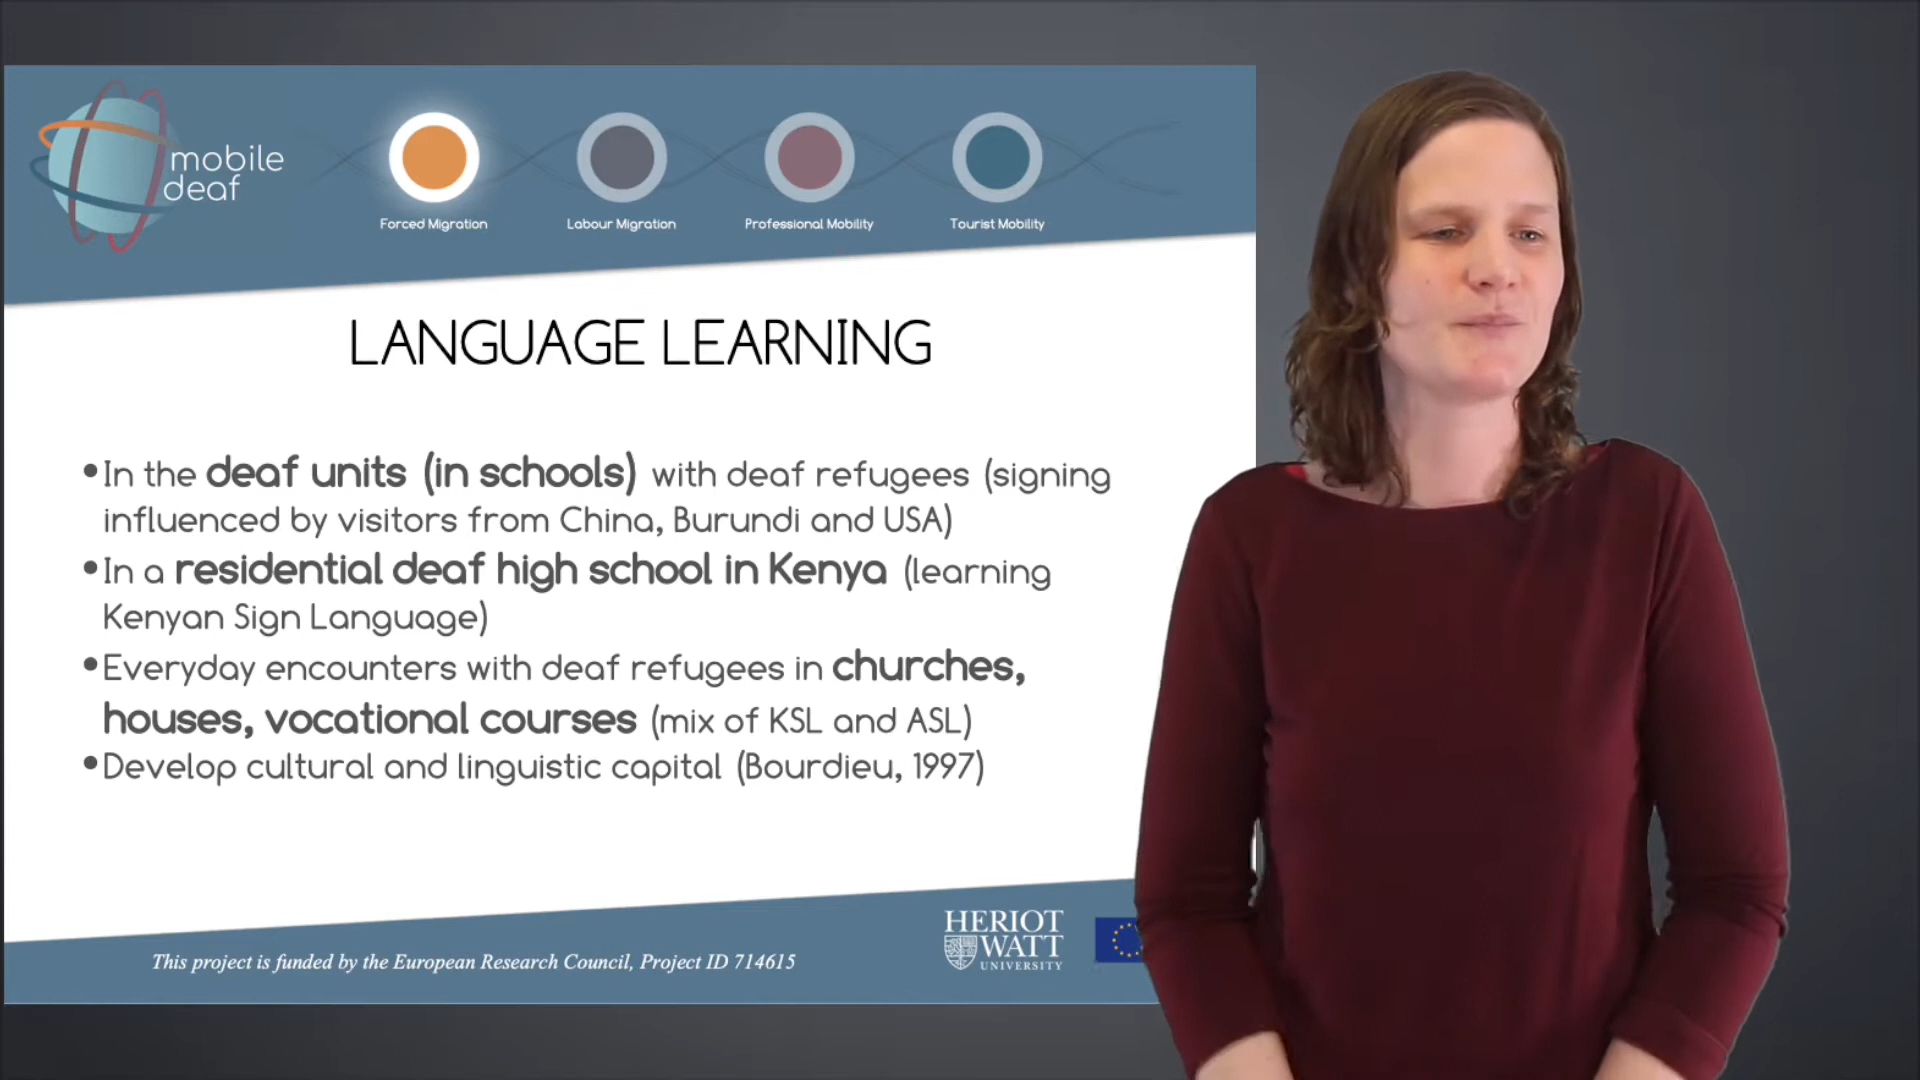 mobile
deaf
Forced Migration
Labour Migration
Professional Mobility
Tourist Mobility
LANGUAGE LEARNING
•In the deaf units (in schools) with deaf refugees (signing
influenced by visitors from China, Burundi and USA)
•In a residential deaf high school in Kenya (learning
Kenyan Sign Language)
•Everyday encounters with deaf refugees in churches,
houses, vocational courses (mix of KSL and ASL)
•Develop cultural and linguistic capital (Bourdieu, 1997)
This project is funded by the European Research Council, Project ID 714615
HERIOT
WATT
UNIVERSITY